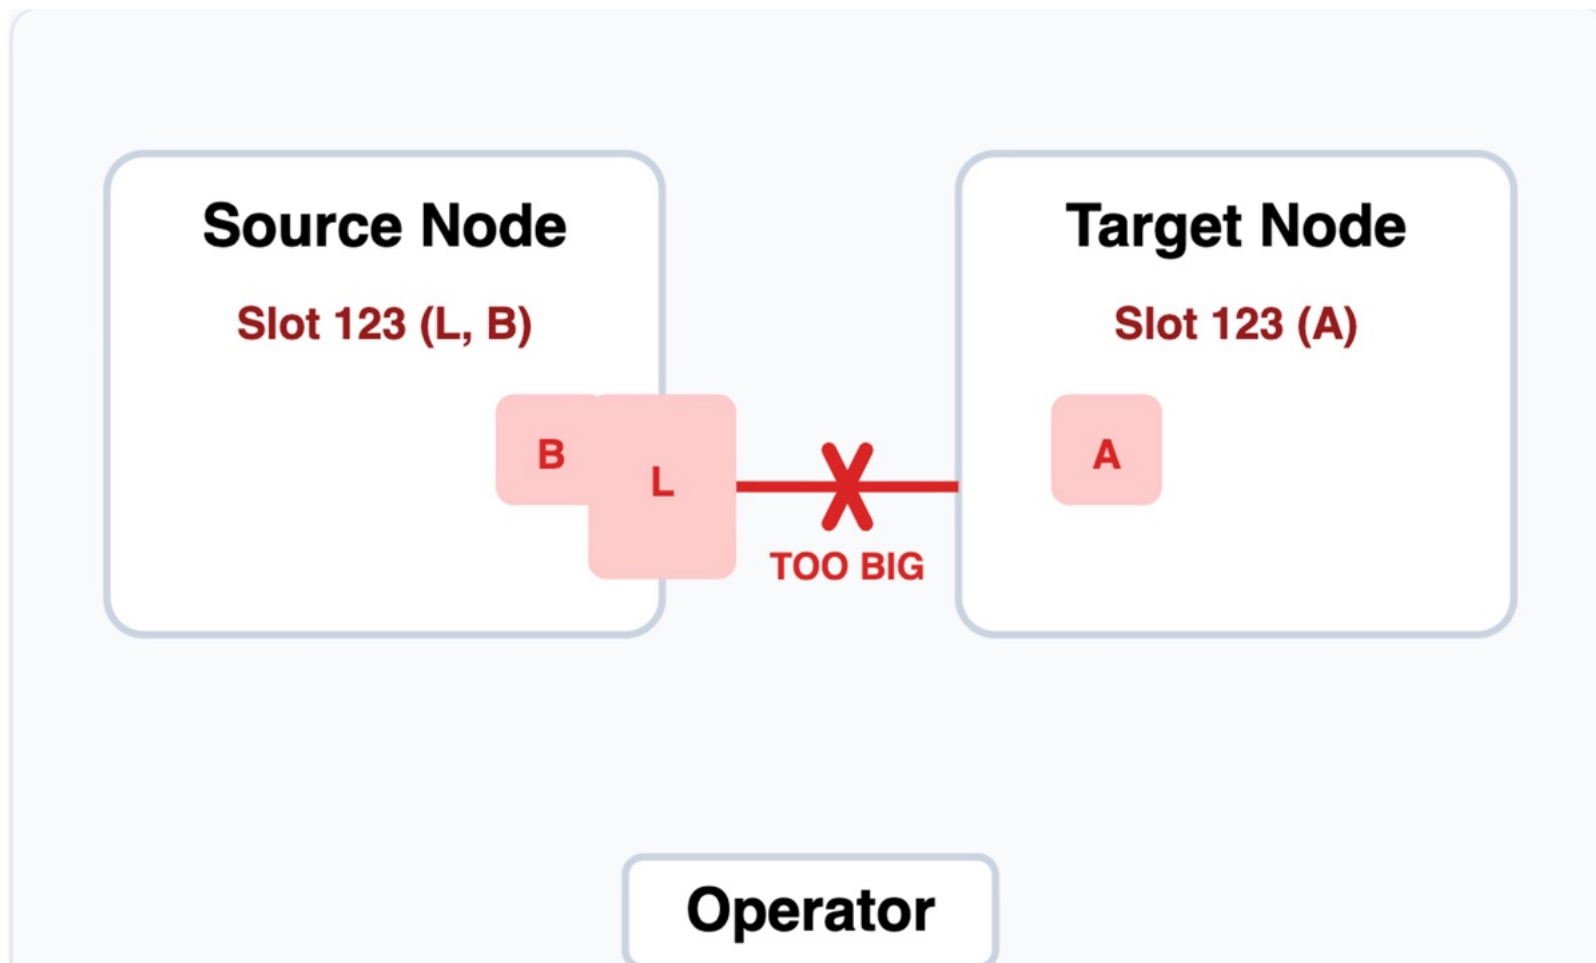 Source Node
Slot 123 (L, B)
B
L
TOO BIG
Target Node
Slot 123 (A)
A
Operator